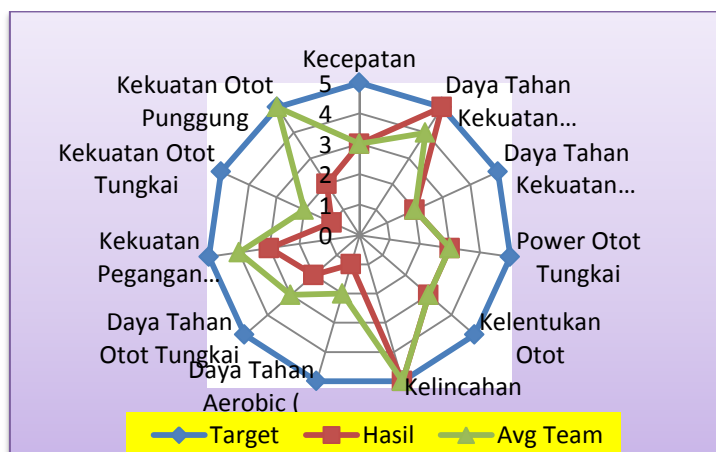 Kecepatan
Daya Tahan
Kekuatan...
Daya Tahan
Kekuatan...
Power Otot
Tungkai
Kelentukan
Otot
Kelincahan
Daya Tahan
Aerobic (
Daya Tahan
Otot Tungkai
Kekuatan
Pegangan...
Kekuatan Otot
Tungkai
Kekuatan Otot
Punggung
5
4
3
2
1
0
Target
Hasil
Avg Team